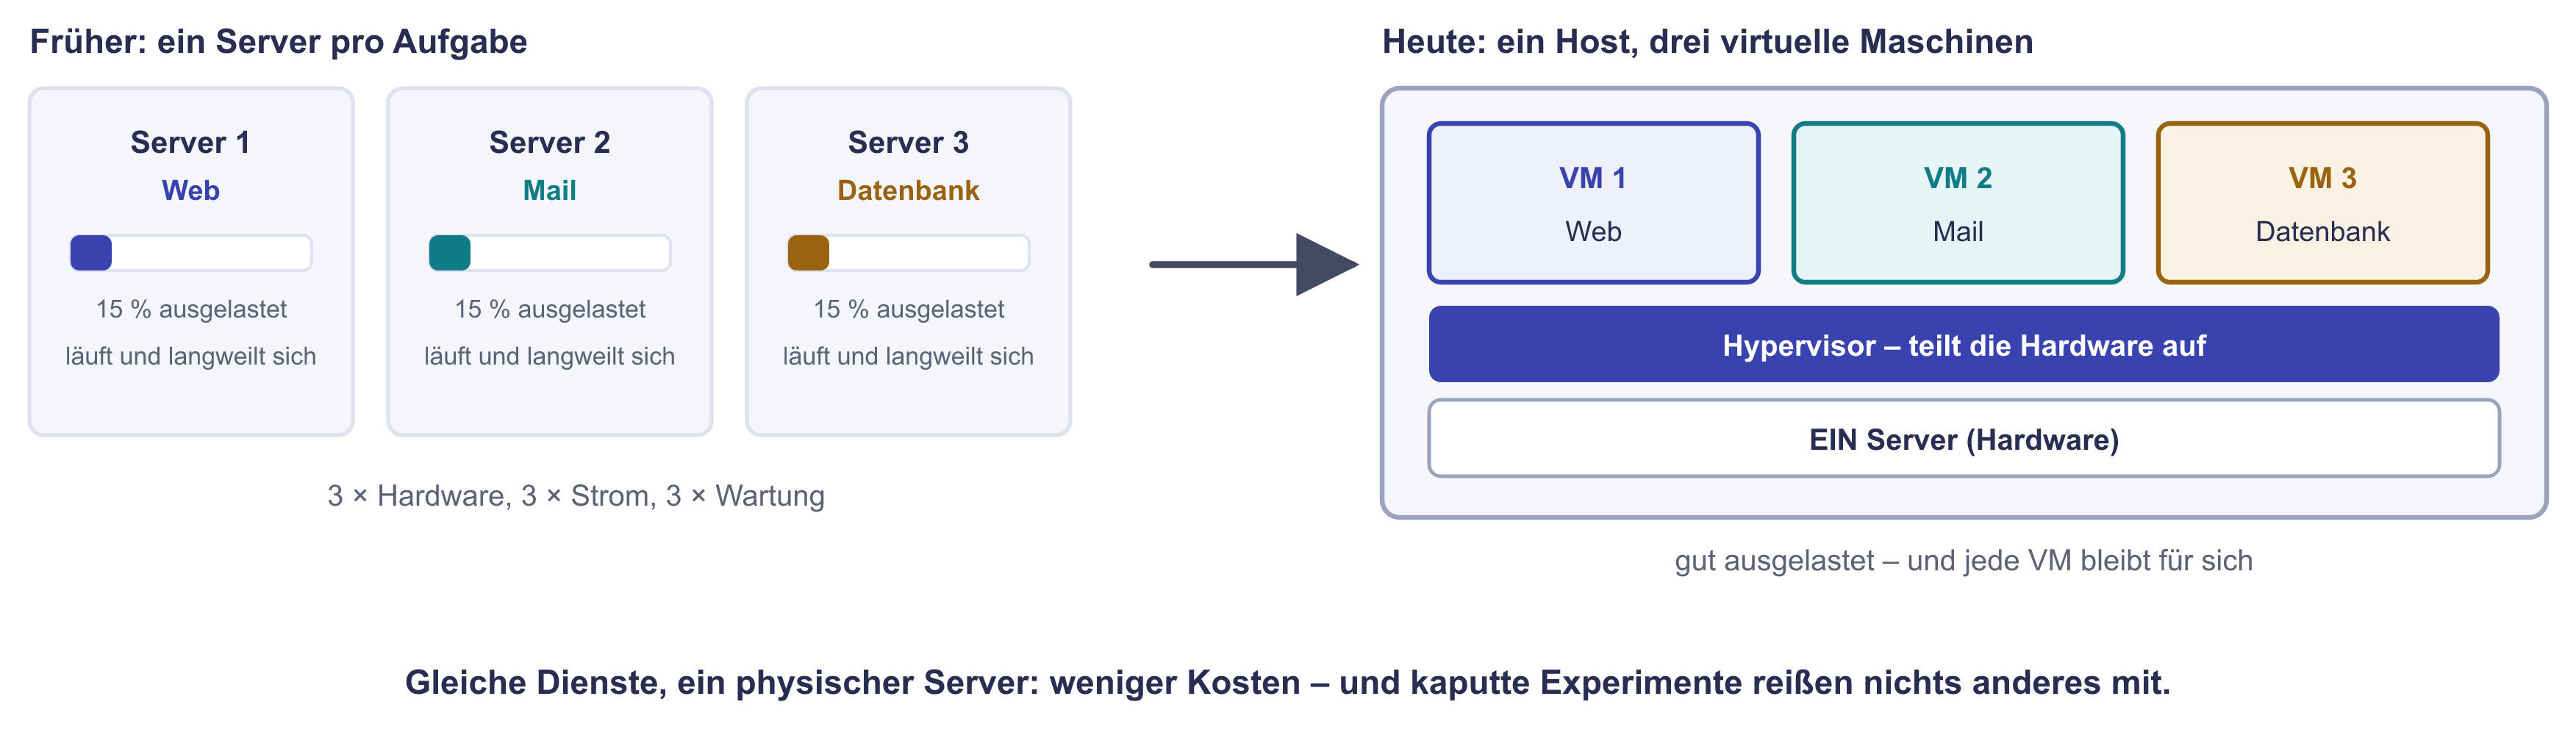 Früher: ein Server pro Aufgabe
Server 1
Web
15 % ausgelastet
läuft und langweilt sich
Server 2
Mail
15 % ausgelastet
läuft und langweilt sich
Server 3
Datenbank
15 % ausgelastet
läuft und langweilt sich
3 × Hardware, 3 × Strom, 3 × Wartung
Heute: ein Host, drei virtuelle Maschinen
VM 1
Web
VM 2
Mail
VM 3
Datenbank
Hypervisor – teilt die Hardware auf
EIN Server (Hardware)
gut ausgelastet – und jede VM bleibt für sich
Gleiche Dienste, ein physischer Server: weniger Kosten – und kaputte Experimente reißen nichts anderes mit.